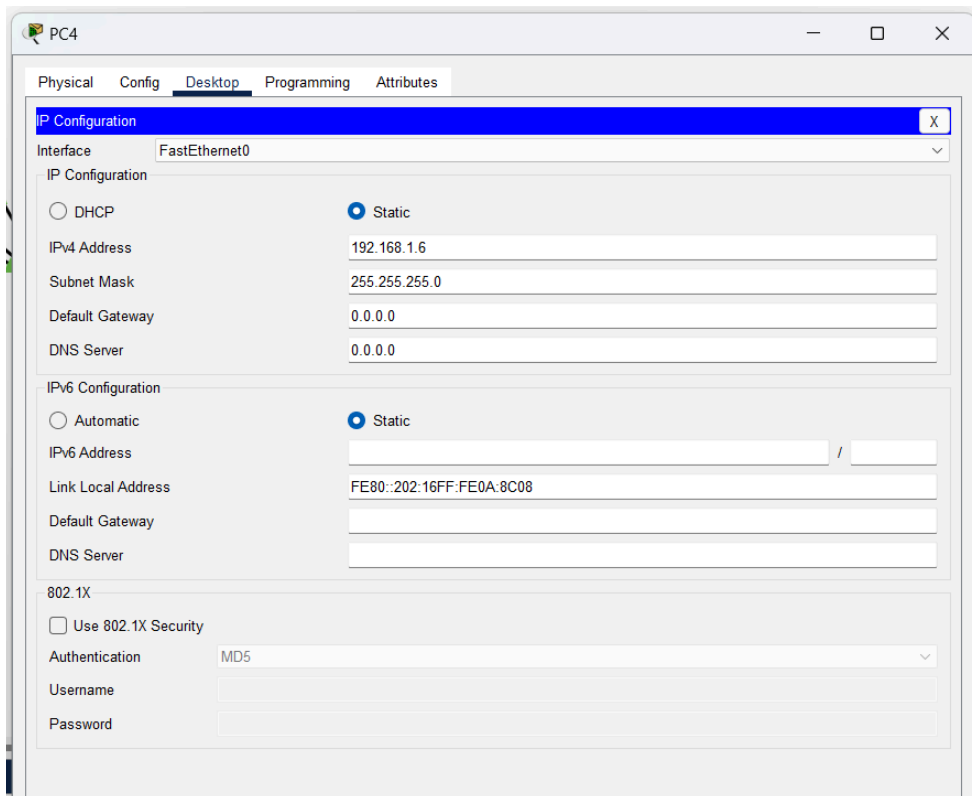 PC4
Physical Config Desktop Programming Attributes
IP Configuration X
Interface FastEthernet0
IP Configuration
DHCP Static
IPv4 Address 192.168.1.6
Subnet Mask 255.255.255.0
Default Gateway 0.0.0.0
DNS Server 0.0.0.0
IPv6 Configuration
Automatic Static
IPv6 Address /
Link Local Address FE80::202:16FF:FE0A:8C08
Default Gateway
DNS Server
802.1X
Use 802.1X Security
Authentication MD5
Username
Password